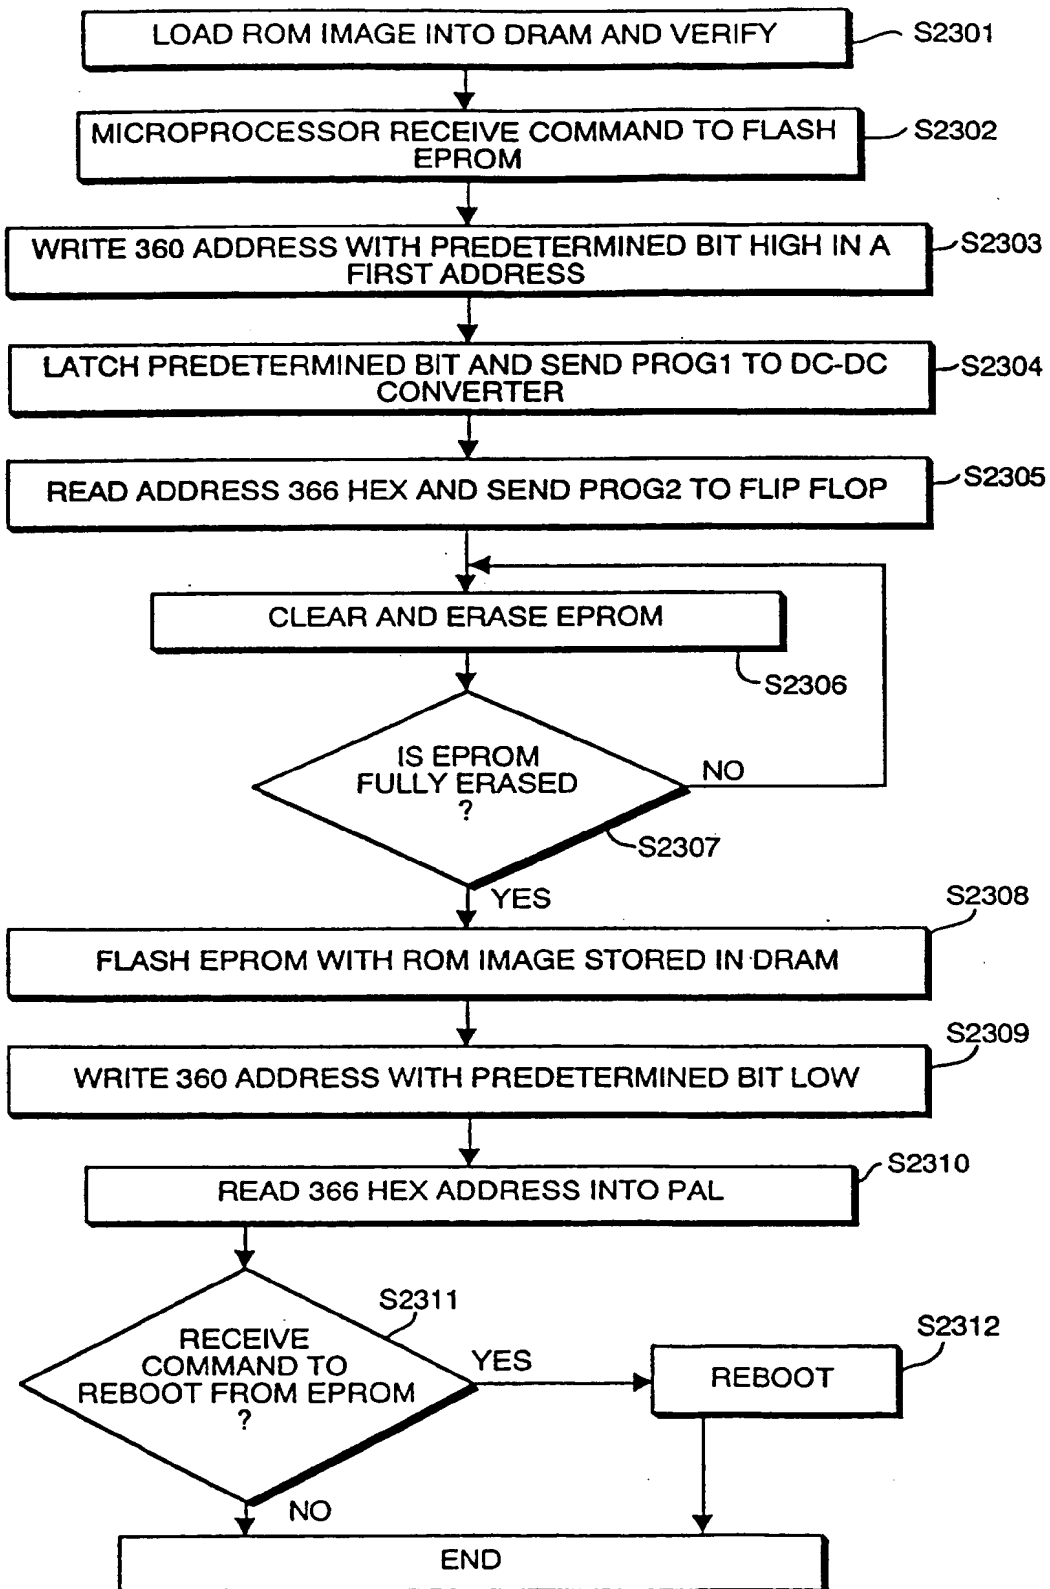 LOAD ROM IMAGE INTO DRAM AND VERIFY
S2301
MICROPROCESSOR RECEIVE COMMAND TO FLASH
EPROM
S2302
WRITE 360 ADDRESS WITH PREDETERMINED BIT HIGH IN A
FIRST ADDRESS
S2303
LATCH PREDETERMINED BIT AND SEND PROG1 TO DC-DC
CONVERTER
S2304
READ ADDRESS 366 HEX AND SEND PROG2 TO FLIP FLOP
S2305
CLEAR AND ERASE EPROM
S2306
IS EPROM
FULLY ERASED
?
NO
S2307
YES
S2308
FLASH EPROM WITH ROM IMAGE STORED IN DRAM
S2309
WRITE 360 ADDRESS WITH PREDETERMINED BIT LOW
S2310
READ 366 HEX ADDRESS INTO PAL
S2311
RECEIVE
COMMAND TO
REBOOT FROM EPROM
?
YES
S2312
REBOOT
NO
END